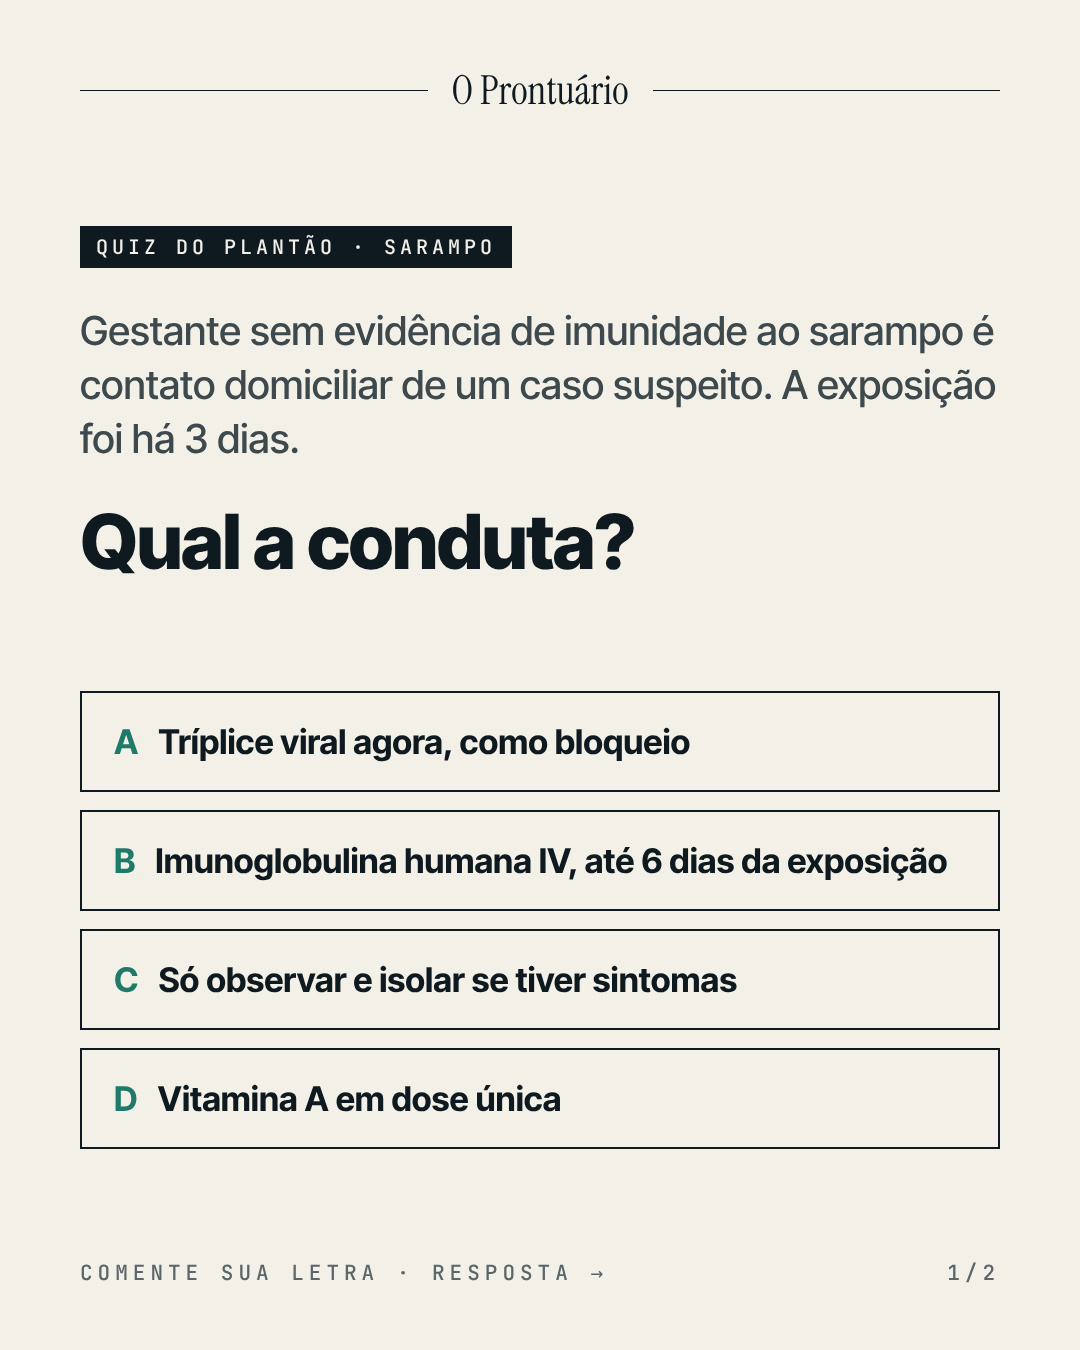 O Prontuário
QUIZ DO PLANTÃO · SARAMPO
Gestante sem evidência de imunidade ao sarampo é
contato domiciliar de um caso suspeito. A exposição
foi há 3 dias.
Qual a conduta?
A Tríplice viral agora, como bloqueio
B Imunoglobulina humana IV, até 6 dias da exposição
C Só observar e isolar se tiver sintomas
D Vitamina A em dose única
COMENTE SUA LETRA · RESPOSTA → 1/2